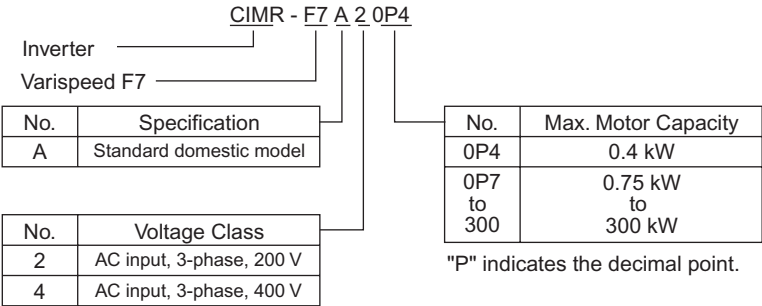 CIMR - F7 A 2 0P4
Inverter
Varispeed F7
No. Specification
A Standard domestic model
No. Voltage Class
2 AC input, 3-phase, 200 V
4 AC input, 3-phase, 400 V
No. Max. Motor Capacity
0P4 0.4 kW
0P7 0.75 kW
to to
300 300 kW
"P" indicates the decimal point.